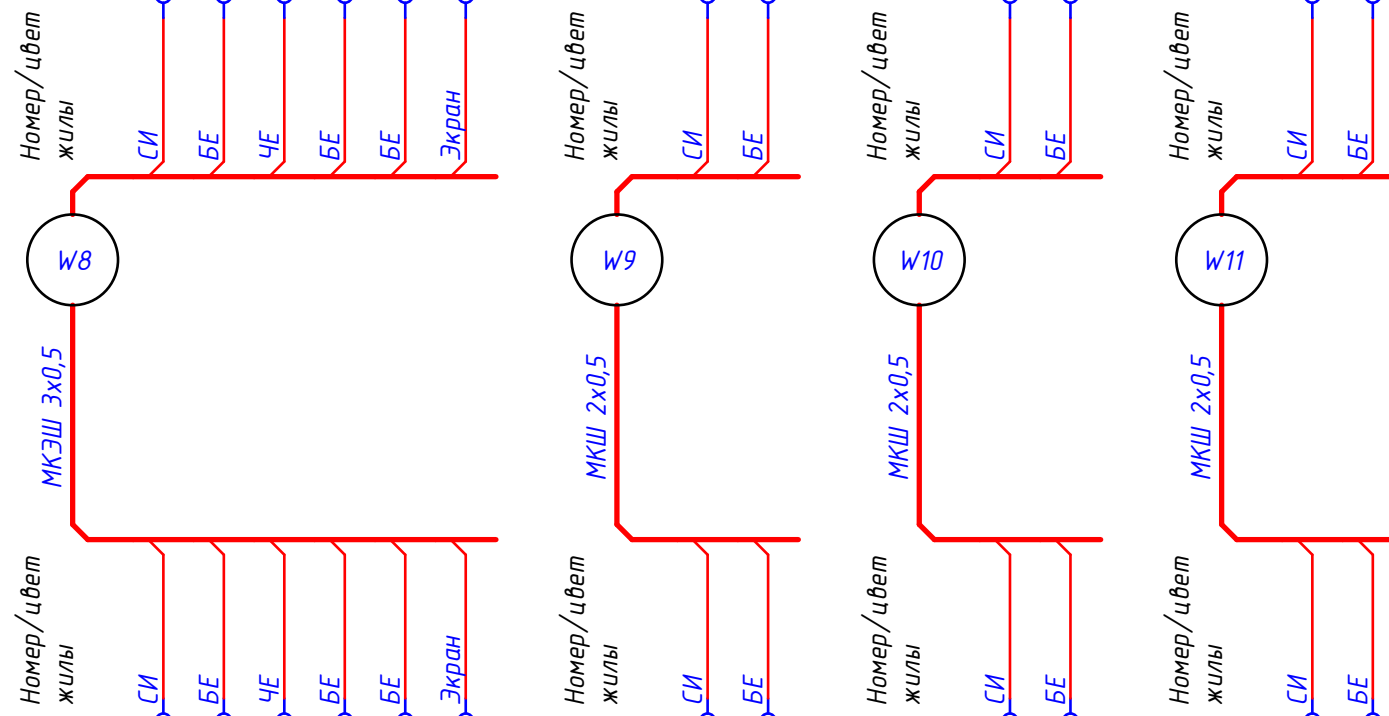 Номер/цвет
жилы
СИ
БЕ
ЧЕ
БЕ
БЕ
Экран
Номер/цвет
жилы
СИ
БЕ
Номер/цвет
жилы
СИ
БЕ
Номер/цвет
жилы
СИ
БЕ
W8
W9
W10
W11
МКЭШ 3х0,5
МКШ 2х0,5
МКШ 2х0,5
МКШ 2х0,5
Номер/цвет
жилы
СИ
БЕ
ЧЕ
БЕ
БЕ
Экран
Номер/цвет
жилы
СИ
БЕ
Номер/цвет
жилы
СИ
БЕ
Номер/цвет
жилы
СИ
БЕ